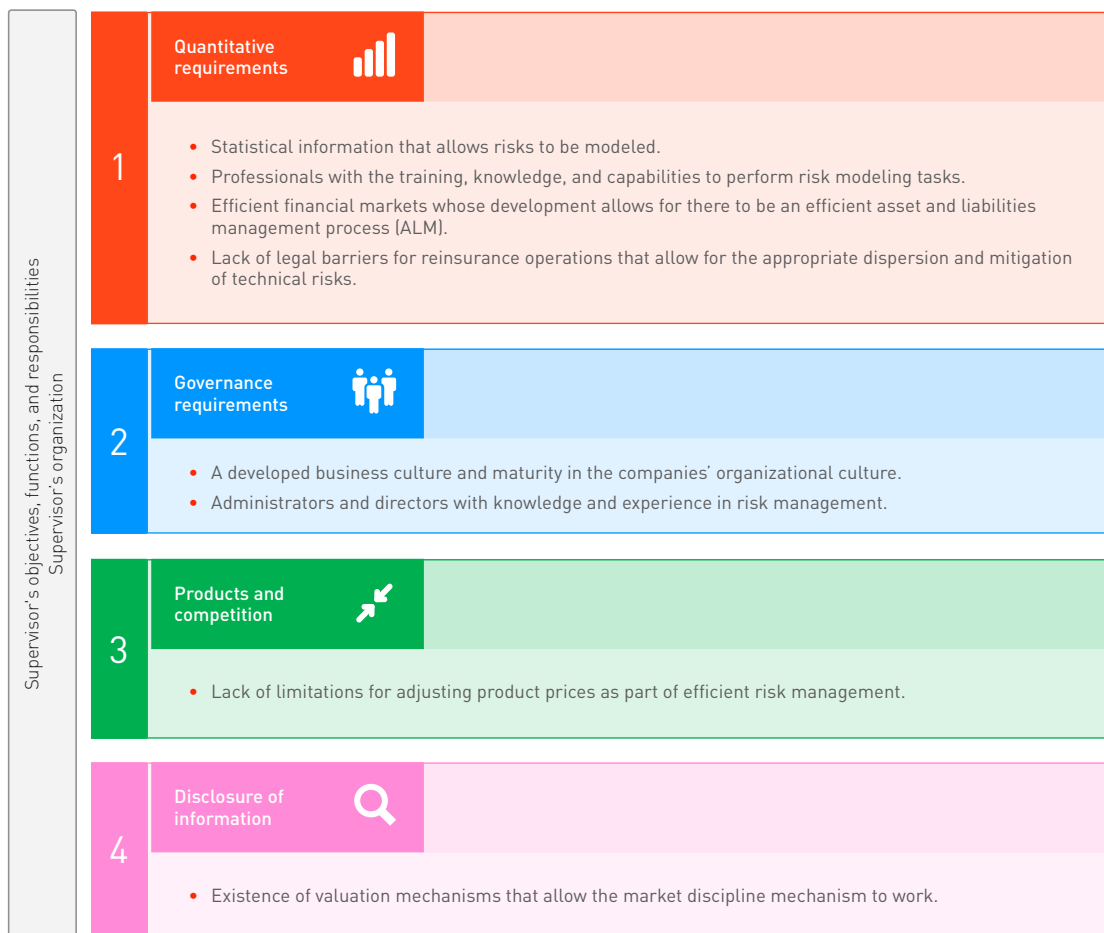 Supervisor's objectives, functions, and responsibilities
Supervisor's organization
1
Quantitative
requirements
• Statistical information that allows risks to be modeled.
• Professionals with the training, knowledge, and capabilities to perform risk modeling tasks.
• Efficient financial markets whose development allows for there to be an efficient asset and liabilities
management process (ALM).
• Lack of legal barriers for reinsurance operations that allow for the appropriate dispersion and mitigation
of technical risks.
2
Governance
requirements
• A developed business culture and maturity in the companies’ organizational culture.
• Administrators and directors with knowledge and experience in risk management.
3
Products and
competition
• Lack of limitations for adjusting product prices as part of efficient risk management.
4
Disclosure of
information
• Existence of valuation mechanisms that allow the market discipline mechanism to work.